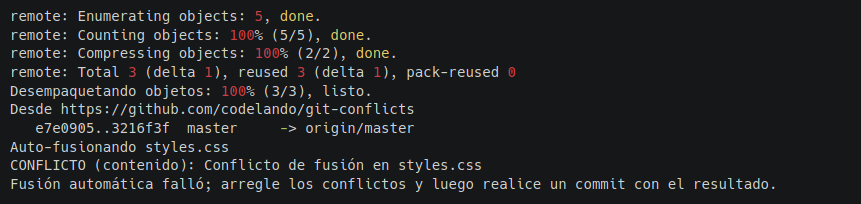 remote: Enumerating objects: 5, done.
remote: Counting objects: 100% (5/5), done.
remote: Compressing objects: 100% (2/2), done.
remote: Total 3 (delta 1), reused 3 (delta 1), pack-reused 0
Desempaquetando objetos: 100% (3/3), listo.
Desde https://github.com/codelando/git-conflicts
   e7e0905..3216f3f  master     -> origin/master
Auto-fusionando styles.css
CONFLICTO (contenido): Conflicto de fusión en styles.css
Fusión automática falló; arregle los conflictos y luego realice un commit con el resultado.